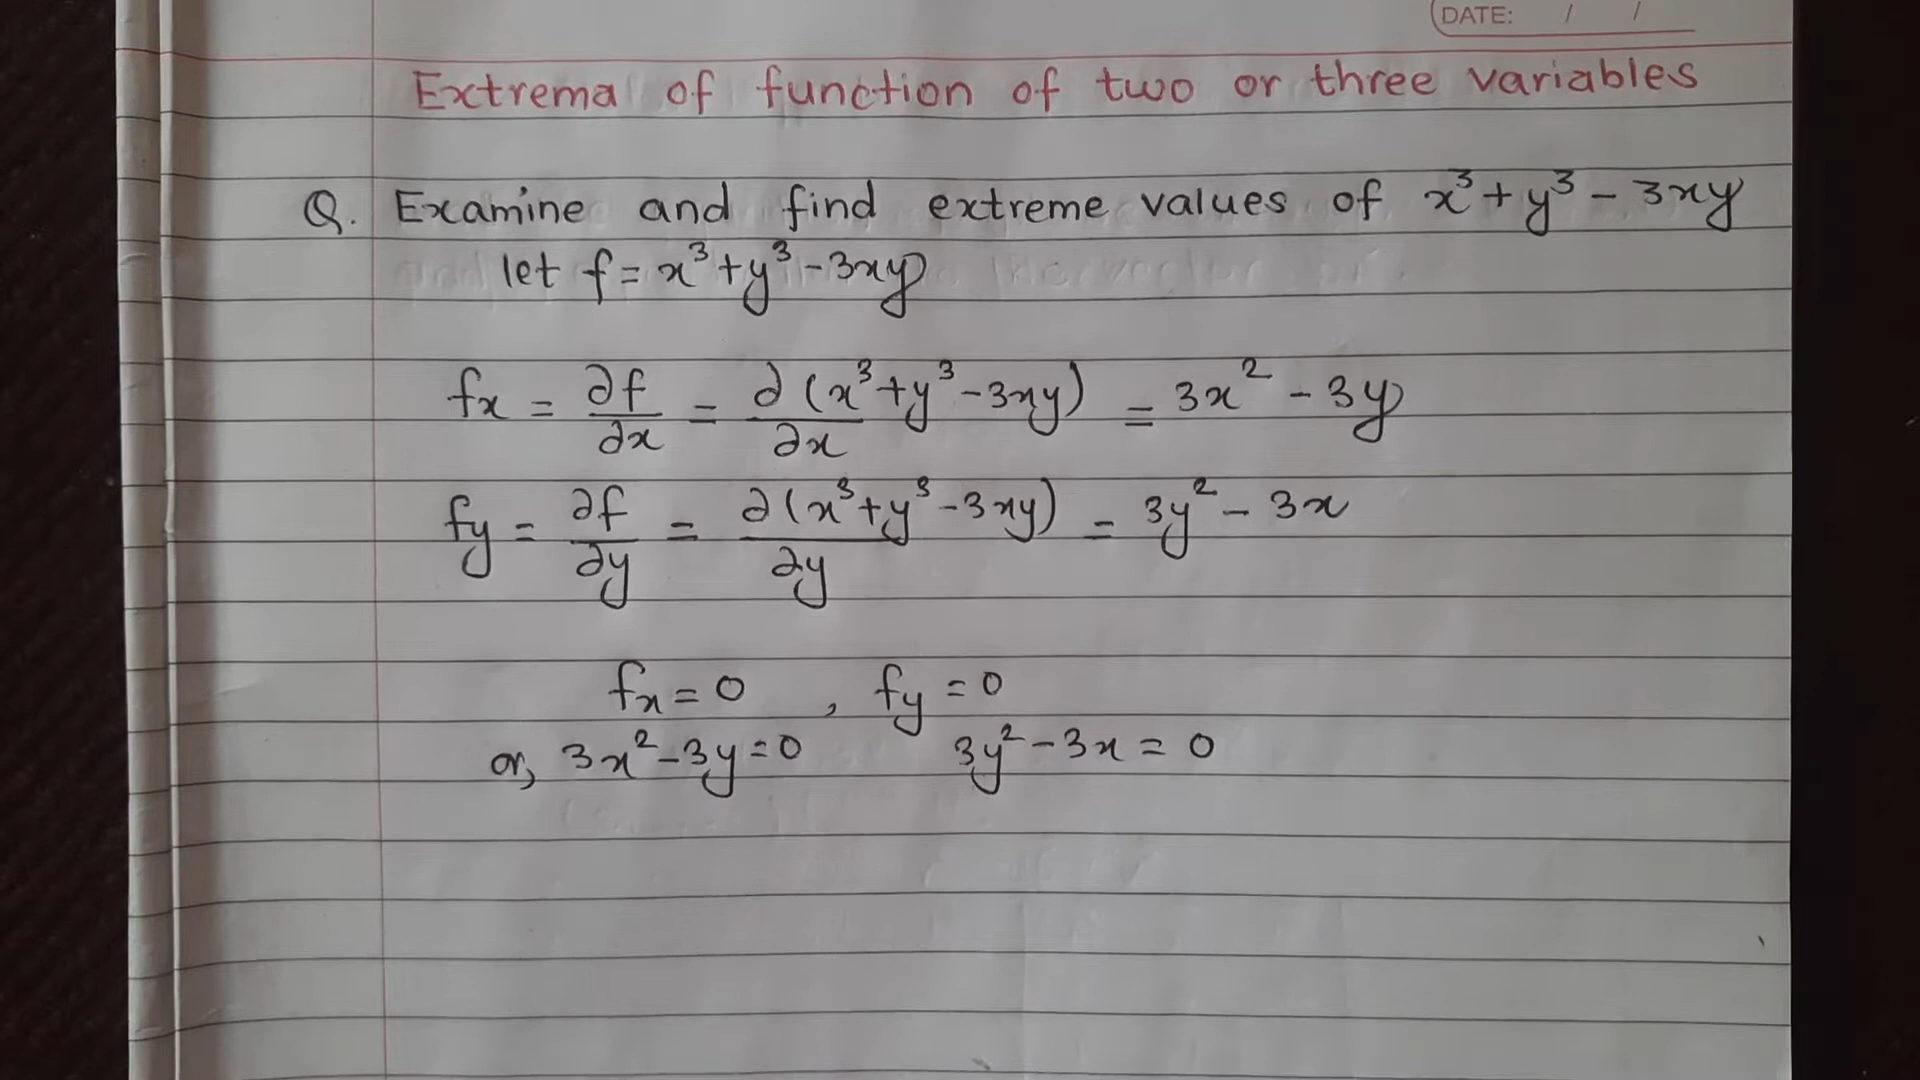 DATE: / /
Extrema of function of two or three variables
Q. Examine and find extreme values of x³+y³-3xy
let f=x³+y³-3xy
fx = ∂f/∂x = ∂(x³+y³-3xy)/∂x = 3x²-3y
fy = ∂f/∂y = ∂(x³+y³-3xy)/∂y = 3y²-3x
fx=0 , fy=0
or, 3x²-3y=0 3y²-3x=0